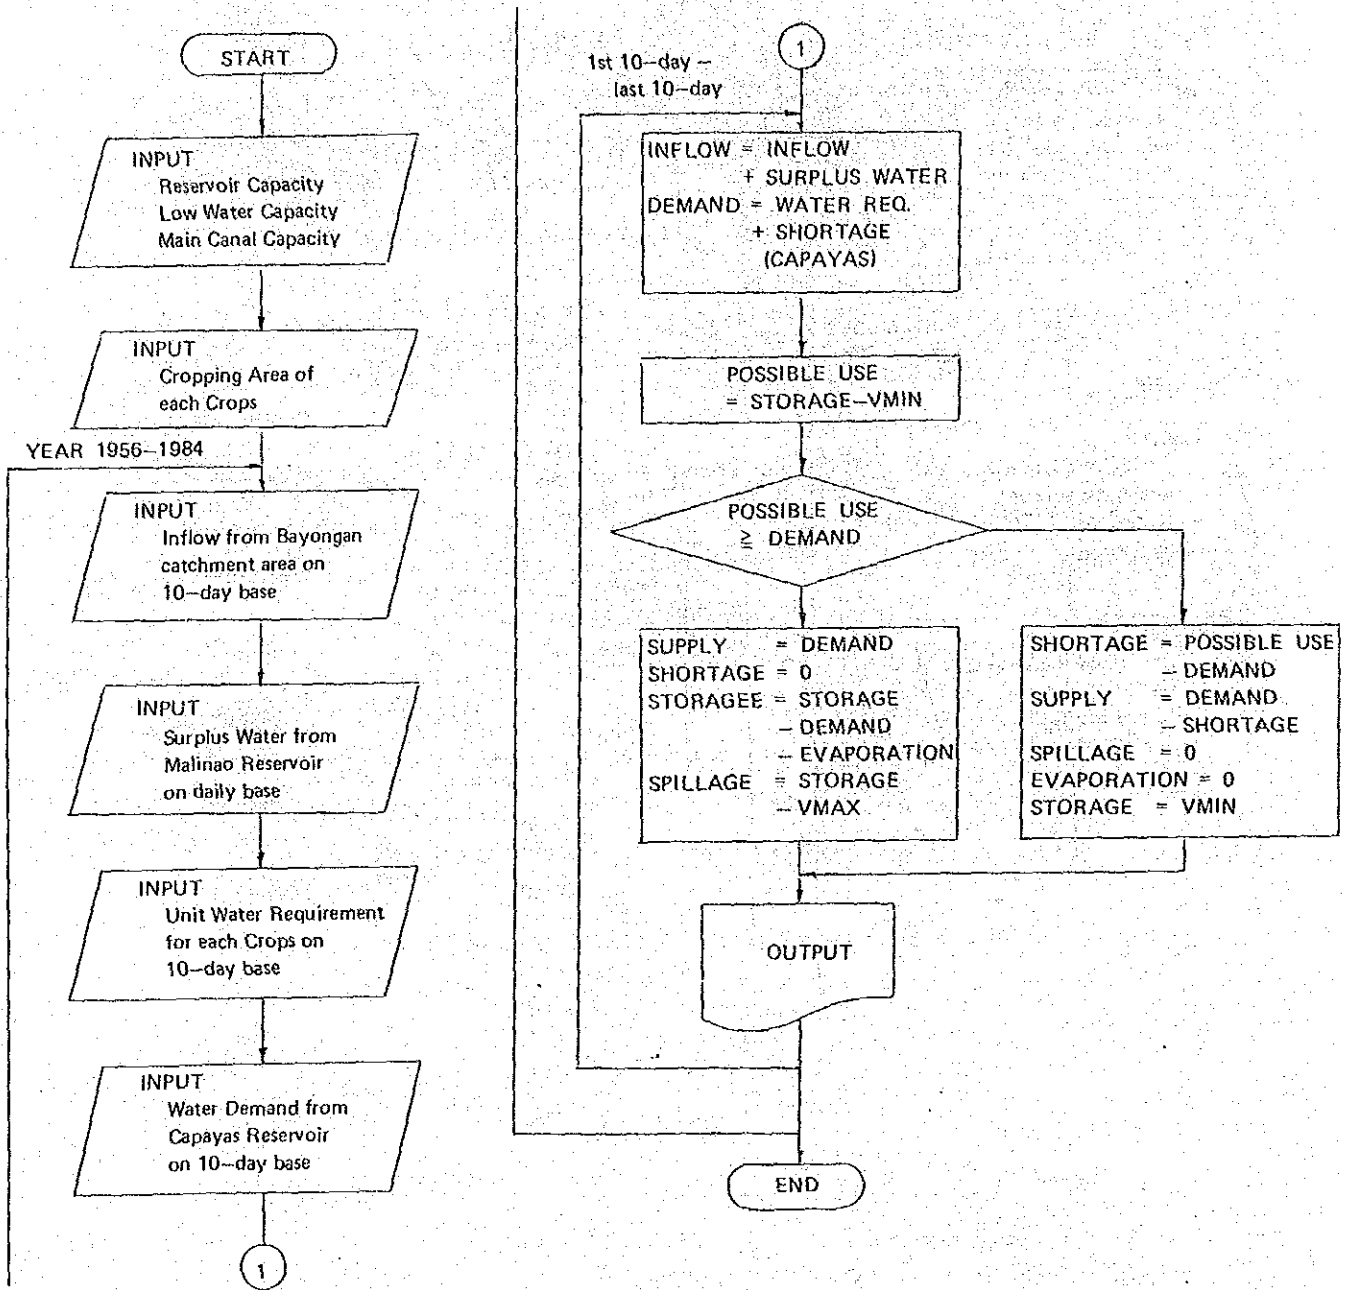 START
INPUT
Reservoir Capacity
Low Water Capacity
Main Canal Capacity
INPUT
Cropping Area of
each Crops
YEAR 1956–1984
INPUT
Inflow from Bayongan
catchment area on
10–day base
INPUT
Surplus Water from
Malinao Reservoir
on daily base
INPUT
Unit Water Requirement
for each Crops on
10–day base
INPUT
Water Demand from
Capayas Reservoir
on 10–day base
1
1
1st 10–day –
last 10–day
INFLOW = INFLOW
+ SURPLUS WATER
DEMAND = WATER REQ.
+ SHORTAGE
(CAPAYAS)
POSSIBLE USE
= STORAGE–VMIN
POSSIBLE USE
≧ DEMAND
SUPPLY = DEMAND
SHORTAGE = 0
STORAGEE = STORAGE
– DEMAND
– EVAPORATION
SPILLAGE = STORAGE
– VMAX
SHORTAGE = POSSIBLE USE
– DEMAND
SUPPLY = DEMAND
– SHORTAGE
SPILLAGE = 0
EVAPORATION = 0
STORAGE = VMIN
OUTPUT
END